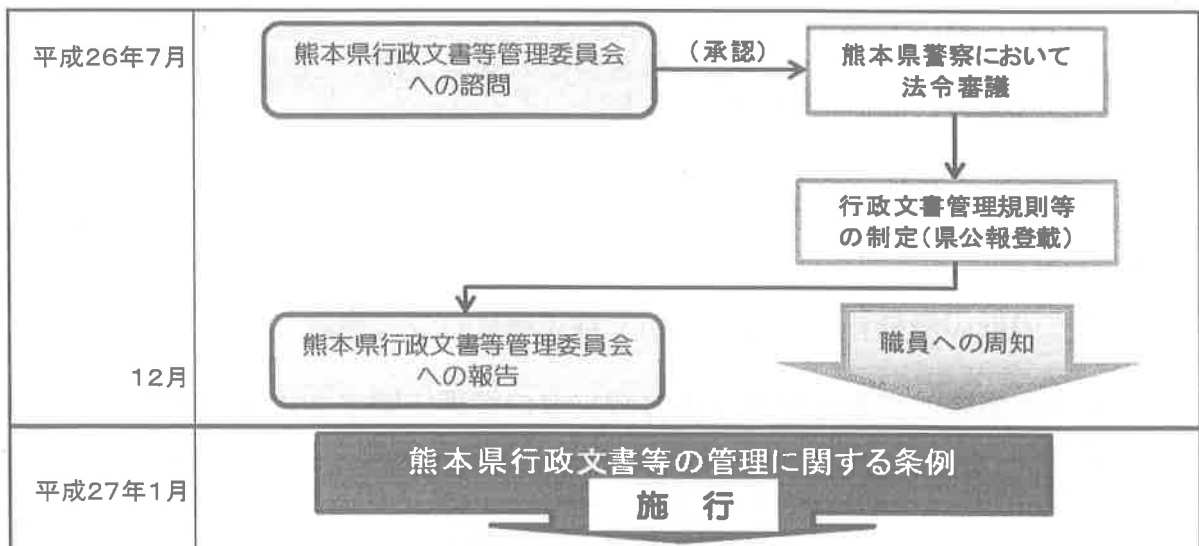 平成26年7月
熊本県行政文書等管理委員会
への諮問
(承認)
熊本県警察において
法令審議
行政文書管理規則等
の制定(県公報登載)
熊本県行政文書等管理委員会
への報告
職員への周知
12月
熊本県行政文書等の管理に関する条例
平成27年1月
施 行